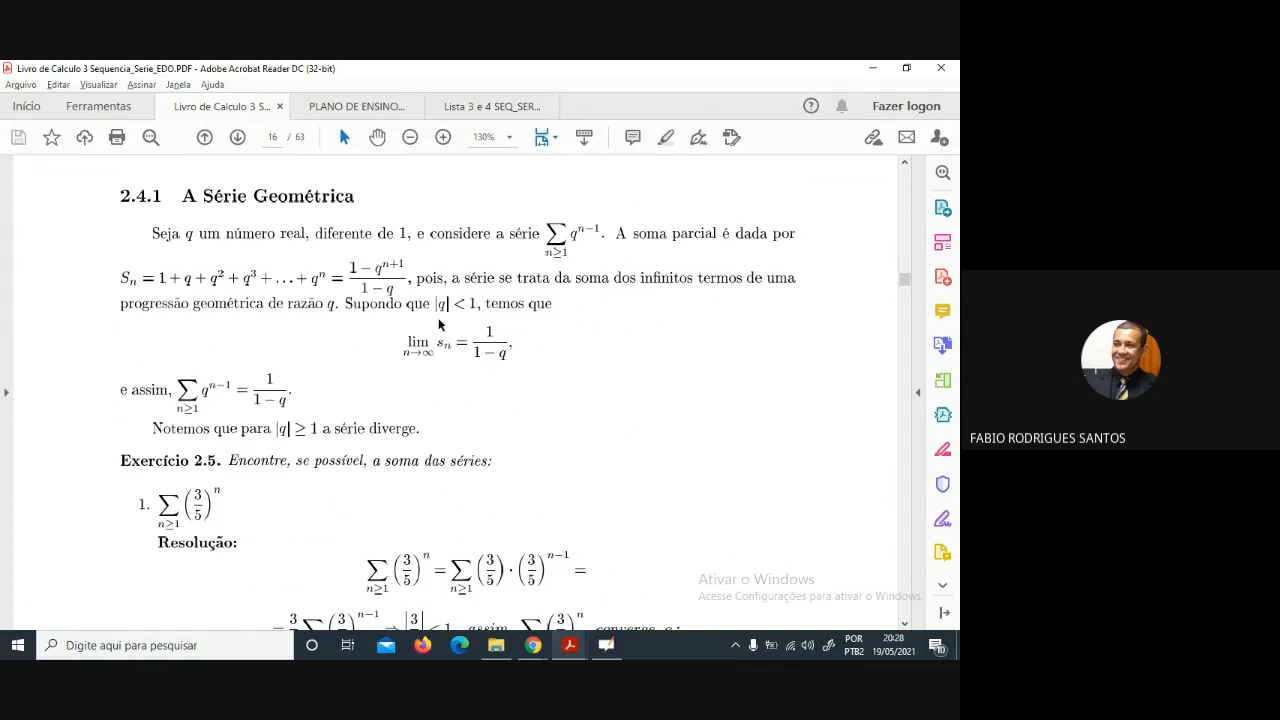 Livro de Calculo 3 Sequencia_Serie_EDO.PDF - Adobe Acrobat Reader DC (32-bit)
Arquivo Editar Visualizar Assinar Janela Ajuda
Início Ferramentas Livro de Calculo 3 S... × PLANO DE ENSINO... Lista 3 e 4 SEQ_SER... Fazer logon
16 / 63 130%
2.4.1 A Série Geométrica
Seja q um número real, diferente de 1, e considere a série ∑_{n≥1} q^{n−1}. A soma parcial é dada por
S_n = 1 + q + q² + q³ + … + q^n = (1 − q^{n+1})/(1 − q), pois, a série se trata da soma dos infinitos termos de uma
progressão geométrica de razão q. Supondo que |q| < 1, temos que
lim_{n→∞} s_n = 1/(1 − q),
e assim, ∑_{n≥1} q^{n−1} = 1/(1 − q).
Notemos que para |q| ≥ 1 a série diverge.
Exercício 2.5. Encontre, se possível, a soma das séries:
1. ∑_{n≥1} (3/5)^n
Resolução:
∑_{n≥1} (3/5)^n = ∑_{n≥1} (3/5) · (3/5)^{n−1} =
Ativar o Windows
Acesse Configurações para ativar o Windows.
FABIO RODRIGUES SANTOS
Digite aqui para pesquisar
POR
PTB2
20:28
19/05/2021
10